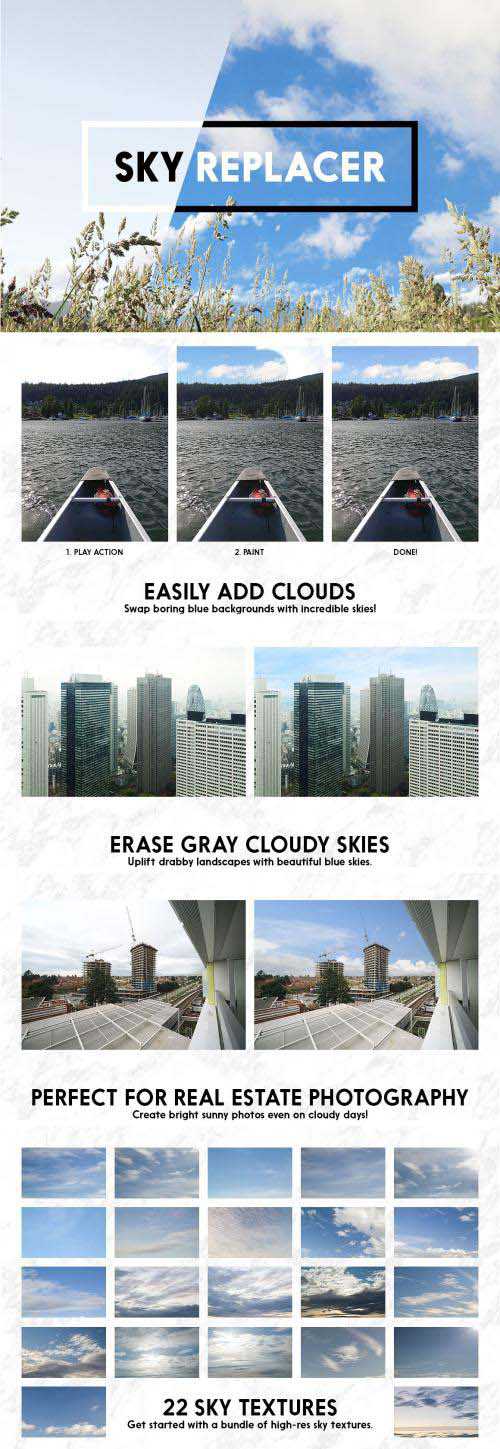 SKY REPLACER
1. PLAY ACTION
2. PAINT
DONE!
EASILY ADD CLOUDS
Swap boring blue backgrounds with incredible skies!
ERASE GRAY CLOUDY SKIES
Uplift drabby landscapes with beautiful blue skies.
PERFECT FOR REAL ESTATE PHOTOGRAPHY
Create bright sunny photos even on cloudy days!
22 SKY TEXTURES
Get started with a bundle of high-res sky textures.